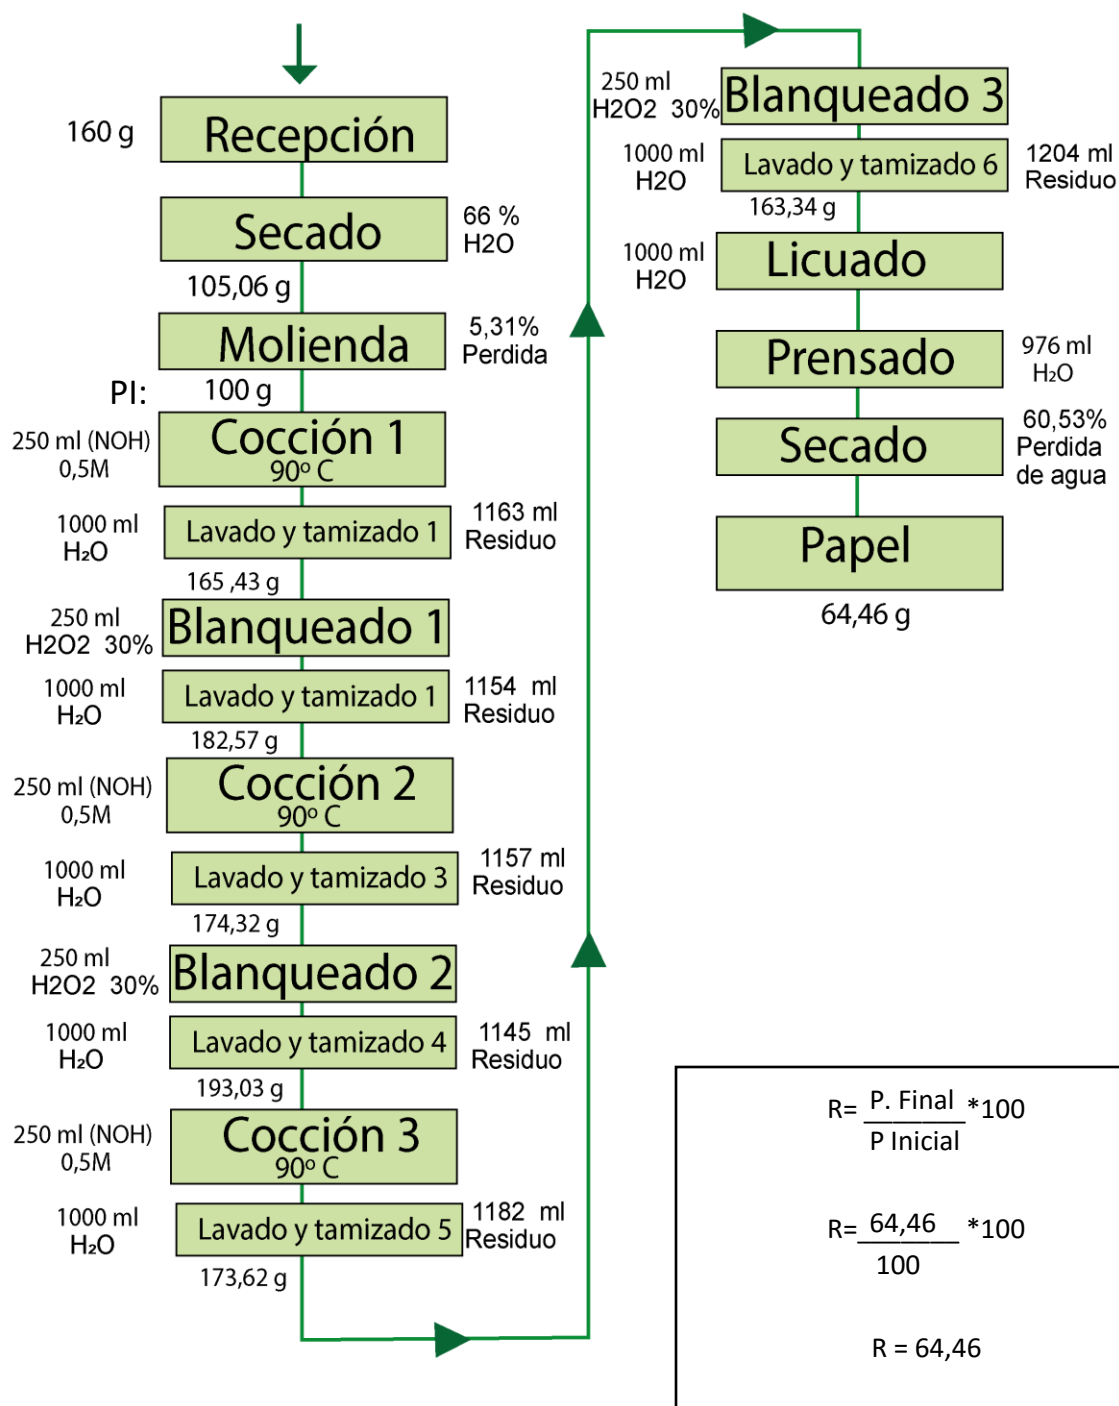 160 g
Recepción
Secado
66 %
H2O
105,06 g
Molienda
5,31%
Perdida
PI:
100 g
250 ml (NOH)
0,5M
Cocción 1
90º C
1000 ml
H₂O
Lavado y tamizado 1
1163 ml
Residuo
165 ,43 g
250 ml
H2O2 30%
Blanqueado 1
1000 ml
H₂O
Lavado y tamizado 1
1154 ml
Residuo
182,57 g
250 ml (NOH)
0,5M
Cocción 2
90º C
1000 ml
H₂O
Lavado y tamizado 3
1157 ml
Residuo
174,32 g
250 ml
H2O2 30%
Blanqueado 2
1000 ml
H₂O
Lavado y tamizado 4
1145 ml
Residuo
193,03 g
250 ml (NOH)
0,5M
Cocción 3
90º C
1000 ml
H₂O
Lavado y tamizado 5
1182 ml
Residuo
173,62 g
250 ml
H2O2 30%
Blanqueado 3
1000 ml
H2O
Lavado y tamizado 6
1204 ml
Residuo
163,34 g
1000 ml
H2O
Licuado
Prensado
976 ml
H₂O
Secado
60,53%
Perdida
de agua
Papel
64,46 g
R= P. Final *100
P Inicial
R= 64,46 *100
100
R = 64,46